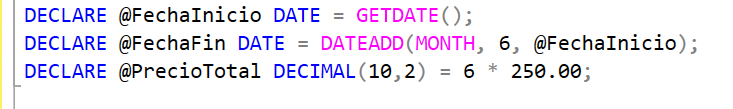 DECLARE @FechaInicio DATE = GETDATE();
DECLARE @FechaFin DATE = DATEADD(MONTH, 6, @FechaInicio);
DECLARE @PrecioTotal DECIMAL(10,2) = 6 * 250.00;